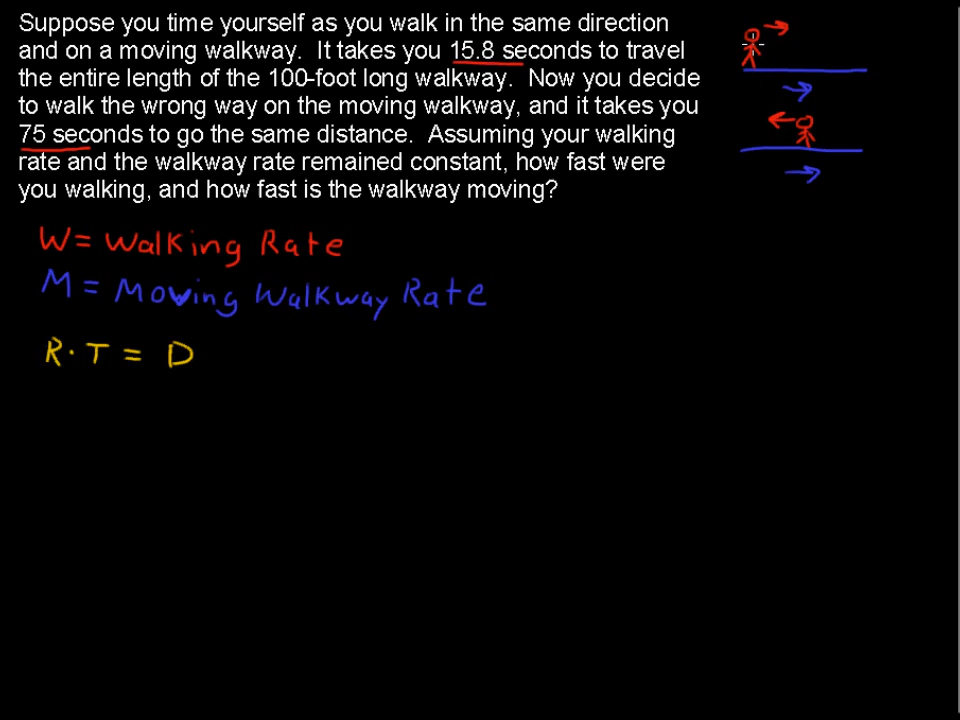 Suppose you time yourself as you walk in the same direction
and on a moving walkway.  It takes you 15.8 seconds to travel
the entire length of the 100-foot long walkway.  Now you decide
to walk the wrong way on the moving walkway, and it takes you
75 seconds to go the same distance.  Assuming your walking
rate and the walkway rate remained constant, how fast were
you walking, and how fast is the walkway moving?
W = Walking Rate
M = Moving Walkway Rate
R · T = D